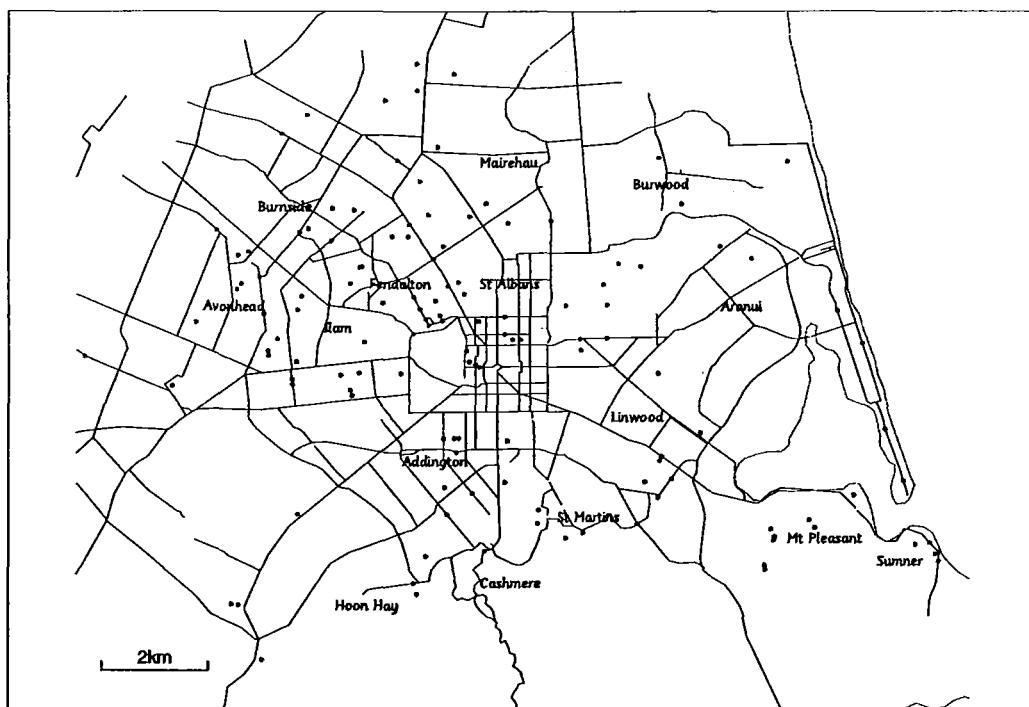 Mairehau
Burwood
Burnside
Fendalton
St Albans
Avonhead
Aranui
Ilam
Linwood
Addington
St Martins
Mt Pleasant
Sumner
Cashmere
Hoon Hay
2km